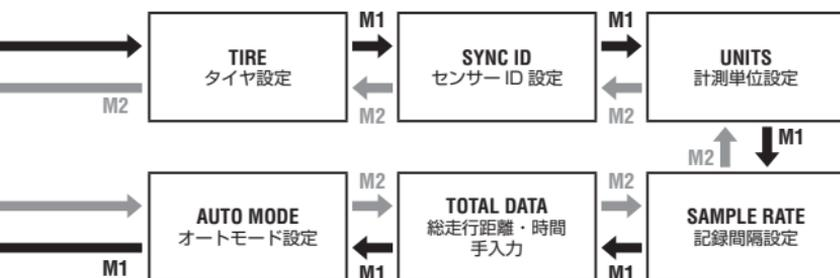 M1
M1
TIRE
タイヤ設定
SYNC ID
センサー ID 設定
UNITS
計測単位設定
M2
M2
M2
M2
M1
M2
M2
AUTO MODE
オートモード設定
TOTAL DATA
総走行距離・時間
手入力
SAMPLE RATE
記録間隔設定
M1
M1
M1